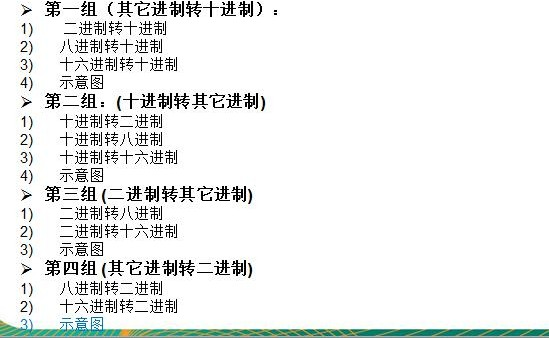 ➢ 第一组（其它进制转十进制）：
1) 二进制转十进制
2) 八进制转十进制
3) 十六进制转十进制
4) 示意图
➢ 第二组：(十进制转其它进制)
1) 十进制转二进制
2) 十进制转八进制
3) 十进制转十六进制
4) 示意图
➢ 第三组 (二进制转其它进制)
1) 二进制转八进制
2) 二进制转十六进制
3) 示意图
➢ 第四组 (其它进制转二进制)
1) 八进制转二进制
2) 十六进制转二进制
3) 示意图